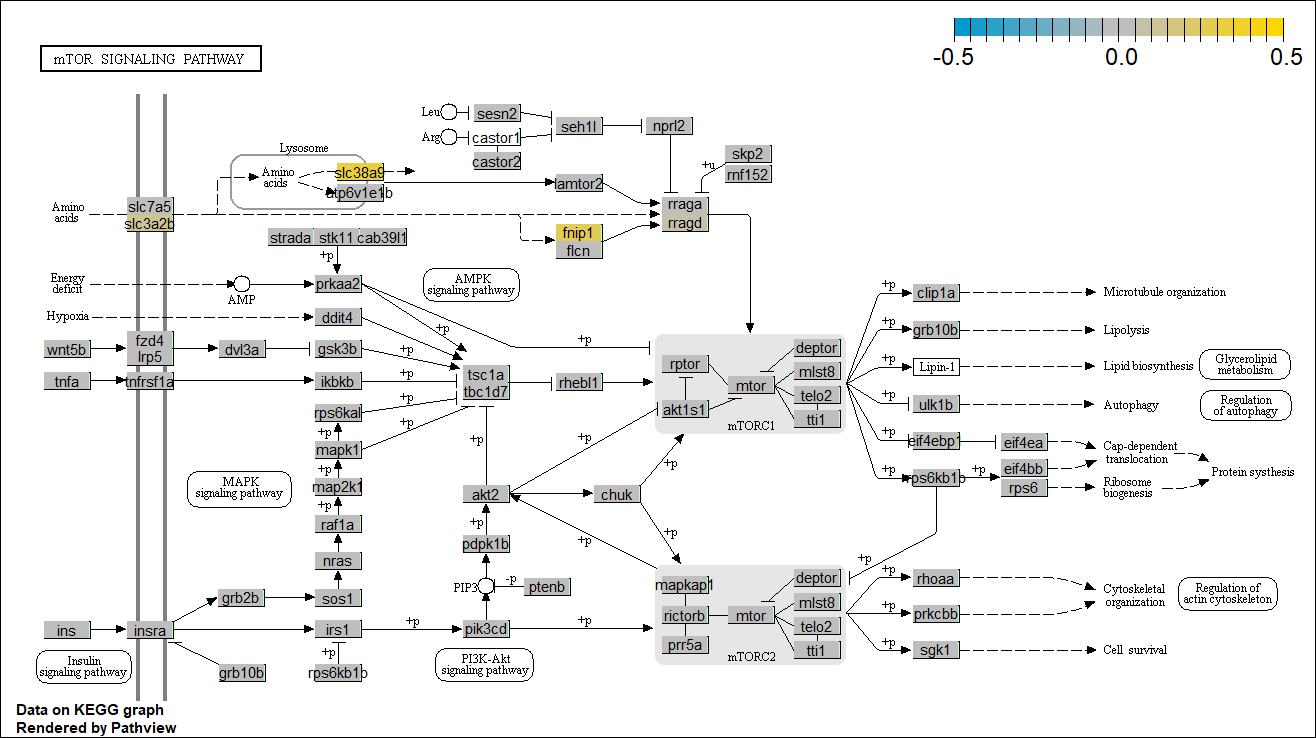 -0.5 0.0 0.5
mTOR SIGNALING PATHWAY
Leu sesn2
seh1l nprl2
Arg castor1
castor2
skp2
+u
rnf152
Lysosome
Amino
acids
slc38a9
atp6v1e1b
lamtor2
Amino
acids
slc7a5
slc3a2b
rraga
rragd
fnip1
flcn
strada stk11 cab39l1
+p
Energy
deficit
AMP
prkaa2
AMPK
signaling pathway
Hypoxia
ddit4
+p
+p
wnt5b
fzd4
lrp5
dvl3a
gsk3b
+p
tnfa
tnfrsf1a
ikbkb
+p
tsc1a
tbc1d7
rhebl1
rptor
akt1s1
mtor
deptor
mlst8
telo2
tti1
mTORC1
rps6kal
+p
+p
mapk1
+p
+p
map2k1
+p
raf1a
nras
sos1
grb2b
MAPK
signaling pathway
+p
akt2
+p
pdpk1b
PIP3
-p
ptenb
+p
chuk
+p
+p
+p
ins
insra
irs1
+p
pik3cd
+p
Insulin
signaling pathway
grb10b
+p
rps6kb1b
PI3K-Akt
signaling pathway
mapkap1
rictorb
prr5a
mtor
deptor
mlst8
telo2
tti1
mTORC2
+p
clip1a
Microtubule organization
+p
grb10b
Lipolysis
+p
Lipin-1
Lipid biosynthesis
Glycerolipid
metabolism
+p
ulk1b
Autophagy
Regulation
of autophagy
+p
eif4ebp1
eif4ea
Cap-dependent
translocation
+p
rps6kb1b
+p
eif4bb
rps6
Ribosome
biogenesis
Protein systhesis
+p
+p
rhoaa
+p
prkcbb
Cytoskeletal
organization
Regulation of
actin cytoskeleton
+p
sgk1
Cell survival
Data on KEGG graph
Rendered by Pathview